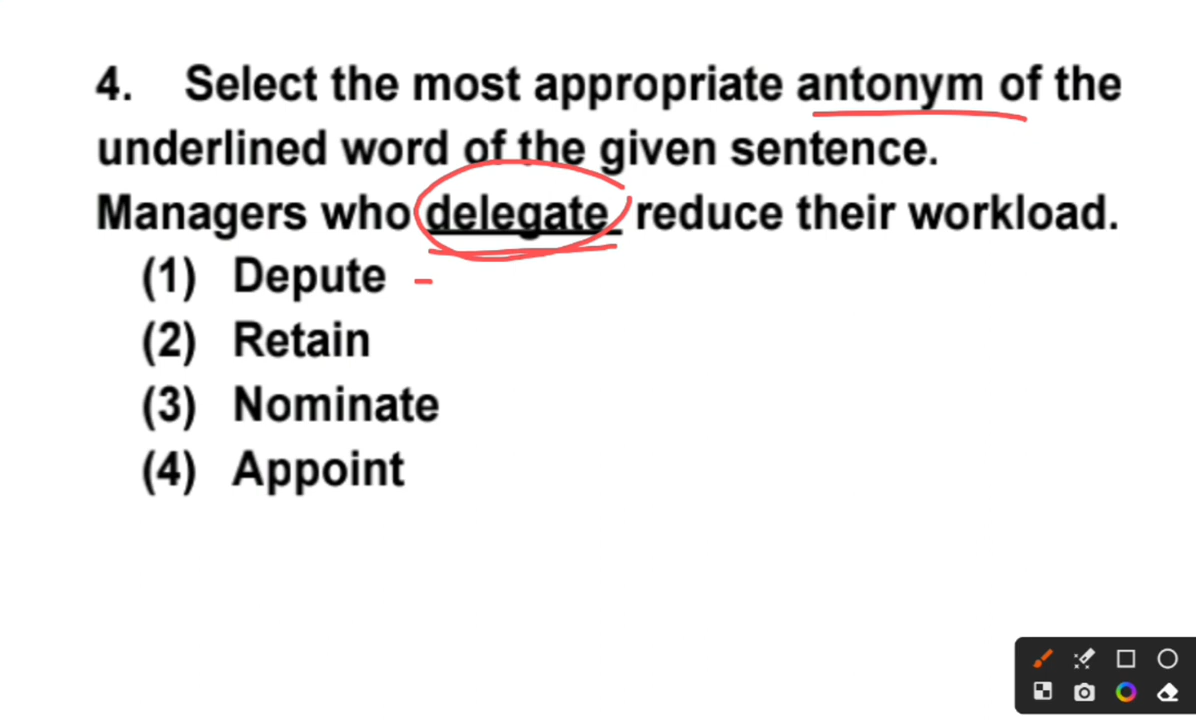 4. Select the most appropriate antonym of the
underlined word of the given sentence.
Managers who delegate reduce their workload.
(1) Depute
(2) Retain
(3) Nominate
(4) Appoint